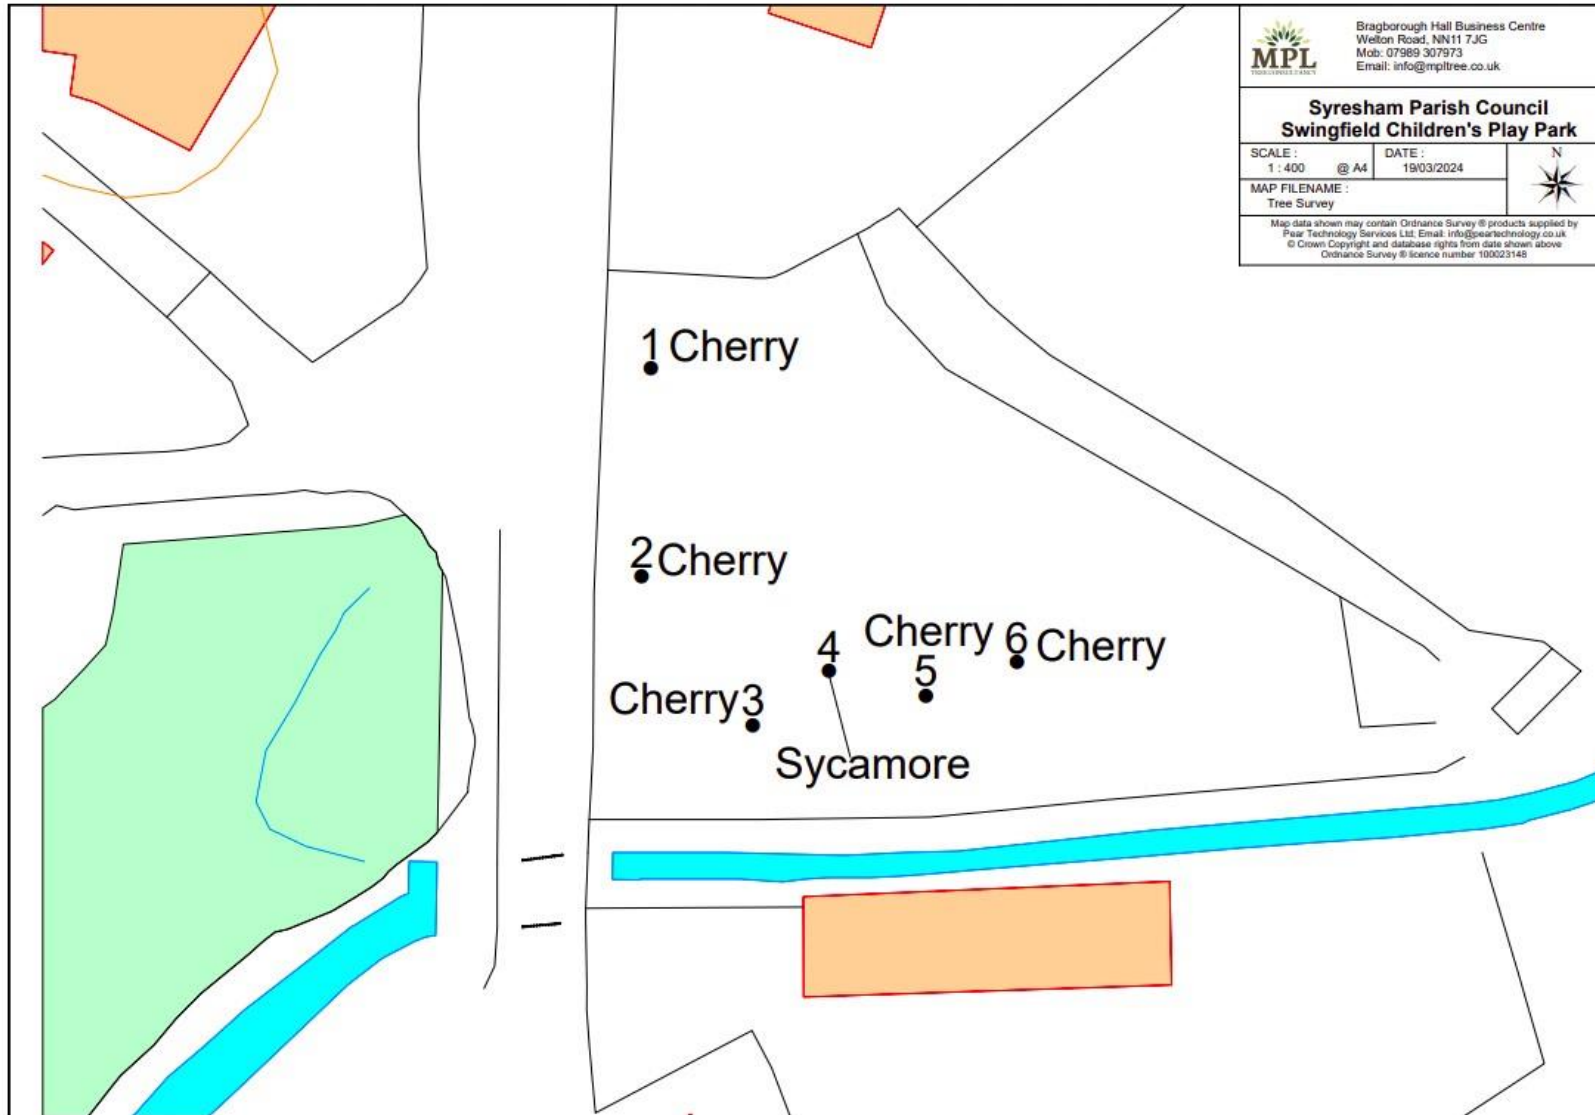 MPL
TREE CONSULTANCY
Bragborough Hall Business Centre
Welton Road, NN11 7JG
Mob: 07989 307973
Email: info@mpltree.co.uk
Syresham Parish Council
Swingfield Children's Play Park
SCALE :
1 : 400 @ A4
DATE :
19/03/2024
N
MAP FILENAME :
Tree Survey
Map data shown may contain Ordnance Survey ® products supplied by
Pear Technology Services Ltd; Email: info@peartechnology.co.uk
© Crown Copyright and database rights from date shown above
Ordnance Survey ® licence number 100023148
1 Cherry
2 Cherry
Cherry 3
4
Sycamore
Cherry
5
6 Cherry